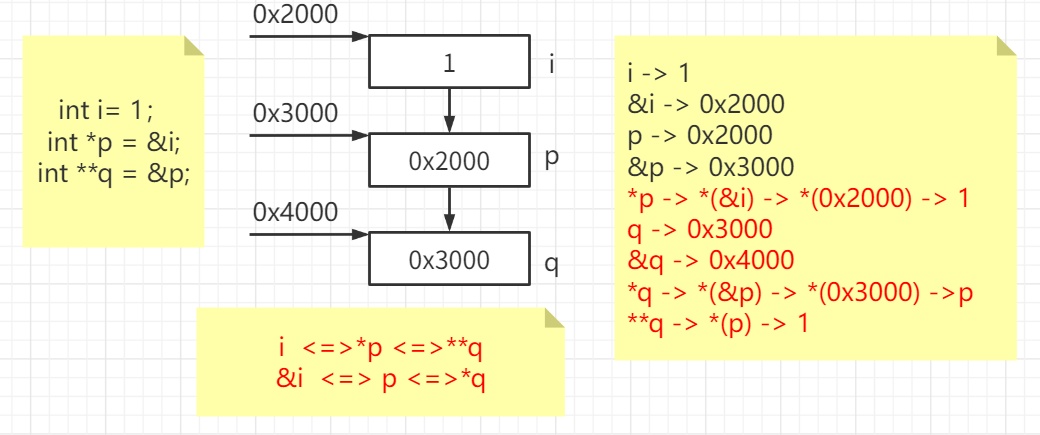 int i= 1;
int *p = &i;
int **q = &p;
0x2000
1
i
0x3000
0x2000
p
0x4000
0x3000
q
i -> 1
&i -> 0x2000
p -> 0x2000
&p -> 0x3000
*p -> *(&i) -> *(0x2000) -> 1
q -> 0x3000
&q -> 0x4000
*q -> *(&p) -> *(0x3000) ->p
**q -> *(p) -> 1
i <=>*p <=>**q
&i <=> p <=>*q